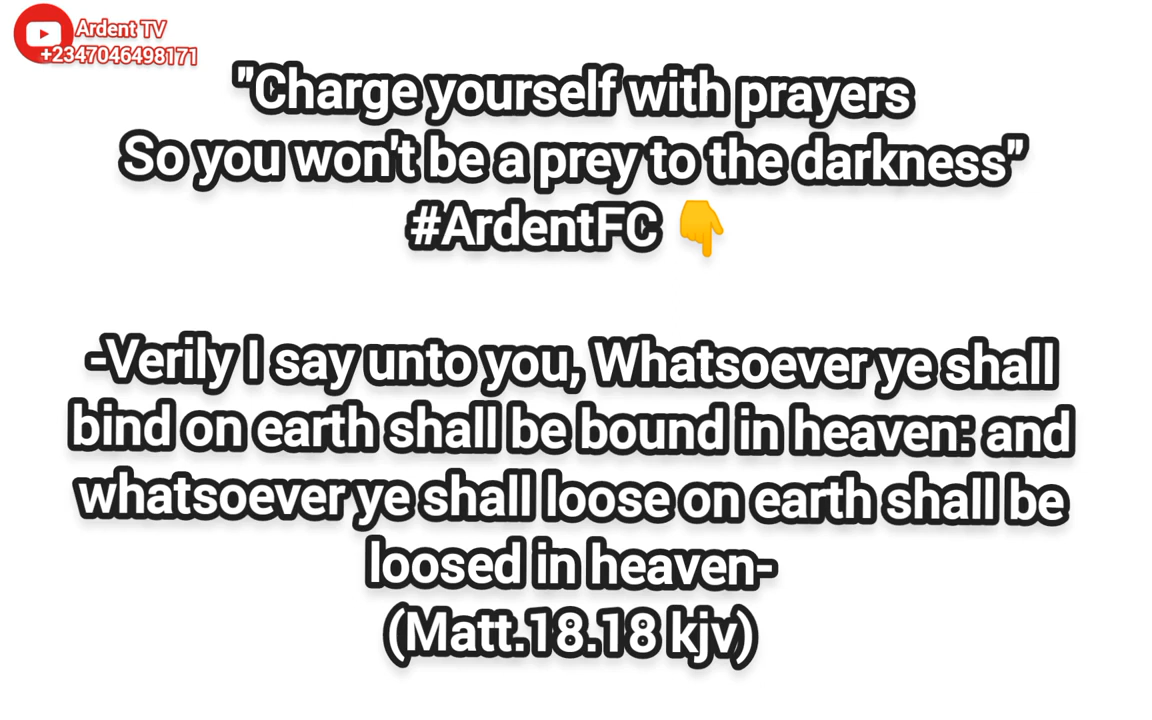 Ardent TV
+2347046498171
"Charge yourself with prayers
So you won't be a prey to the darkness"
#ArdentFC 👇
-Verily I say unto you, Whatsoever ye shall
bind on earth shall be bound in heaven: and
whatsoever ye shall loose on earth shall be
loosed in heaven-
(Matt.18.18 kjv)